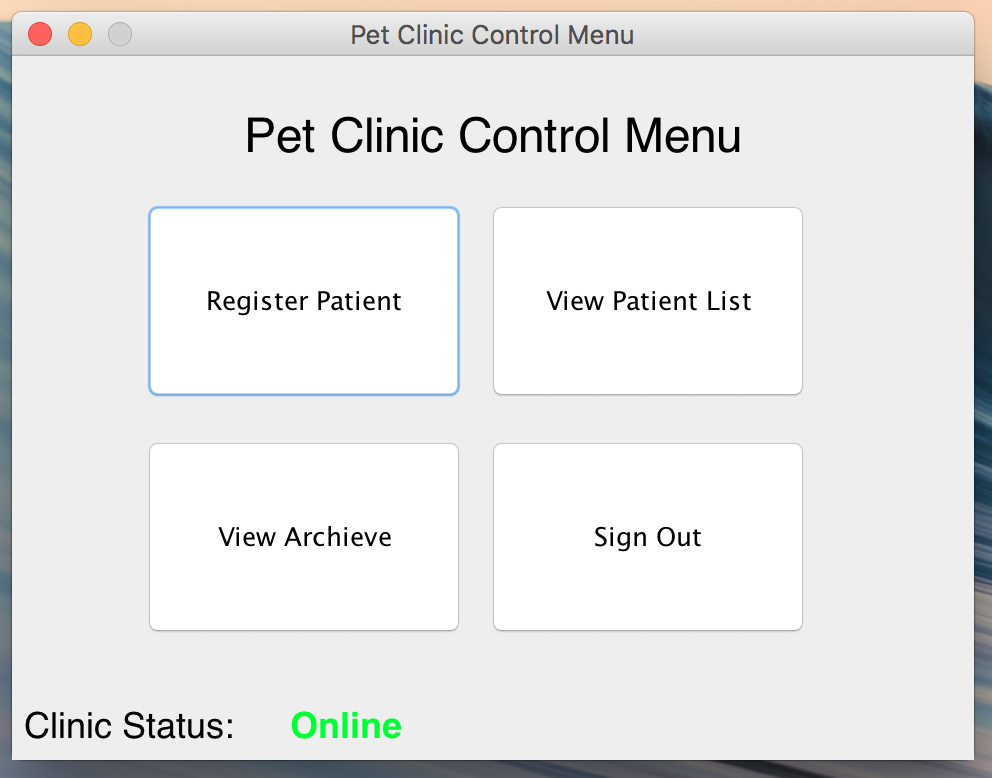 Pet Clinic Control Menu
Pet Clinic Control Menu
Register Patient
View Patient List
View Archieve
Sign Out
Clinic Status: Online